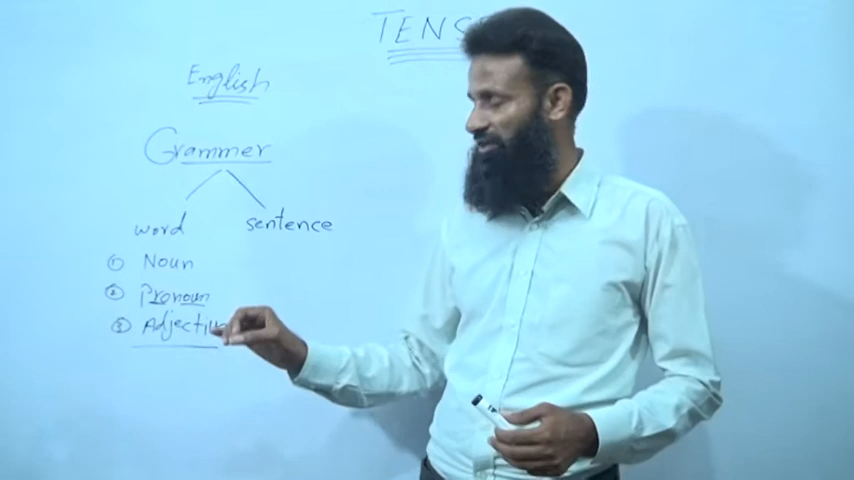 TENS
English
Grammer
word sentence
① Noun
② Pronoun
③ Adjectiv